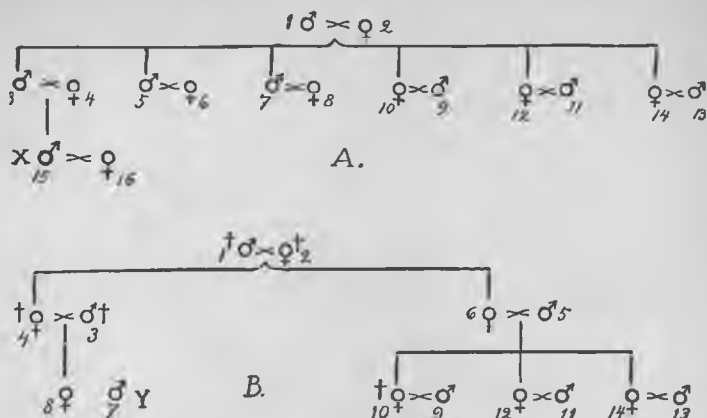 1 ♂ × ♀ 2
3 ♂ × ♀ 4 5 ♂ × ♀ 6 7 ♂ × ♀ 8 10 ♀ × ♂ 9 12 ♀ × ♂ 11 14 ♀ × ♂ 13
X 15 ♂ × ♀ 16
A.
1 † ♂ × ♀ † 2
† 4 ♀ × ♂ † 3 6 ♀ × ♂ 5
8 ♀ ♂ 7 Y B. † 10 ♀ × ♂ 9 12 ♀ × ♂ 11 14 ♀ × ♂ 13